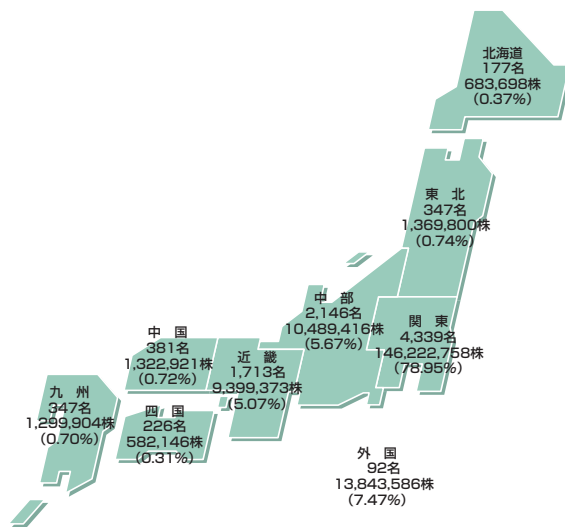 北海道
177名
683,698株
(0.37%)
東　北
347名
1,369,800株
(0.74%)
中　部
2,146名
10,489,416株
(5.67%)
関　東
4,339名
146,222,758株
(78.95%)
中　国
381名
1,322,921株
(0.72%)
近　畿
1,713名
9,399,373株
(5.07%)
九　州
347名
1,299,904株
(0.70%)
四　国
226名
582,146株
(0.31%)
外　国
92名
13,843,586株
(7.47%)